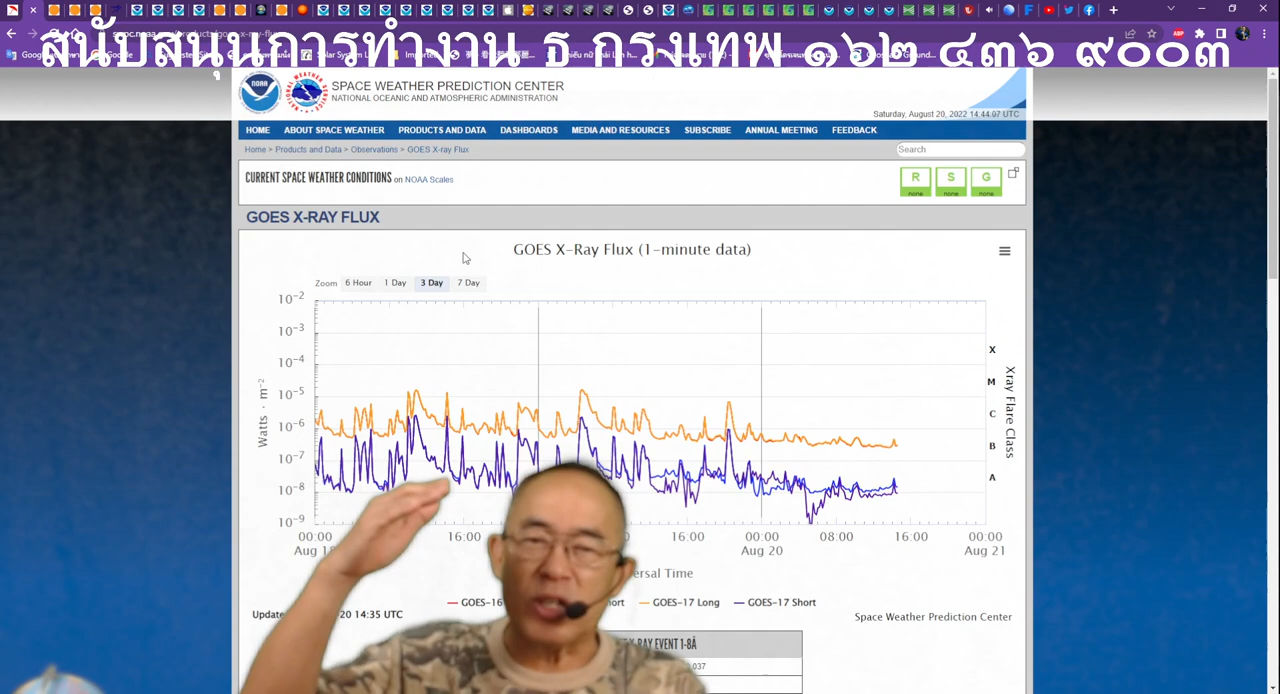 สนับสนุนการทำงาน ธ กรุงเทพ ๑๖๒ ๔๓๖ ๙๐๐๓
SPACE WEATHER PREDICTION CENTER
NATIONAL OCEANIC AND ATMOSPHERIC ADMINISTRATION
Saturday, August 20, 2022 14:44:07 UTC
HOME ABOUT SPACE WEATHER PRODUCTS AND DATA DASHBOARDS MEDIA AND RESOURCES SUBSCRIBE ANNUAL MEETING FEEDBACK
Home > Products and Data > Observations > GOES X-ray Flux
Search
CURRENT SPACE WEATHER CONDITIONS on NOAA Scales
R S G
none none none
GOES X-RAY FLUX
GOES X-Ray Flux (1-minute data)
Zoom 6 Hour 1 Day 3 Day 7 Day
10-2
10-3
10-4
10-5
10-6
10-7
10-8
10-9
Watts · m-2
X
M
C
B
A
Xray Flare Class
00:00 16:00 16:00 00:00 08:00 16:00 00:00
Aug 20 Aug 21
GOES-17 Long GOES-17 Short
14:35 UTC
Space Weather Prediction Center
EVENT 1-8Å